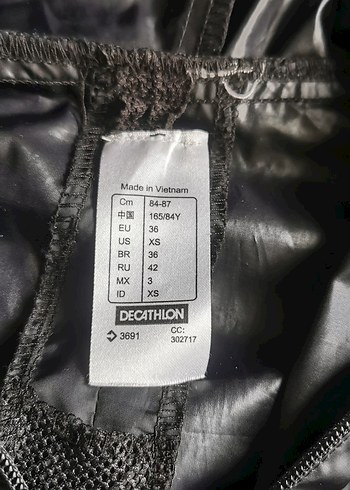 Made in Vietnam
Cm 84-87
中国 165/84Y
EU 36
US XS
BR 36
RU 42
MX 3
ID XS
DECATHLON
3691 CC: 302717